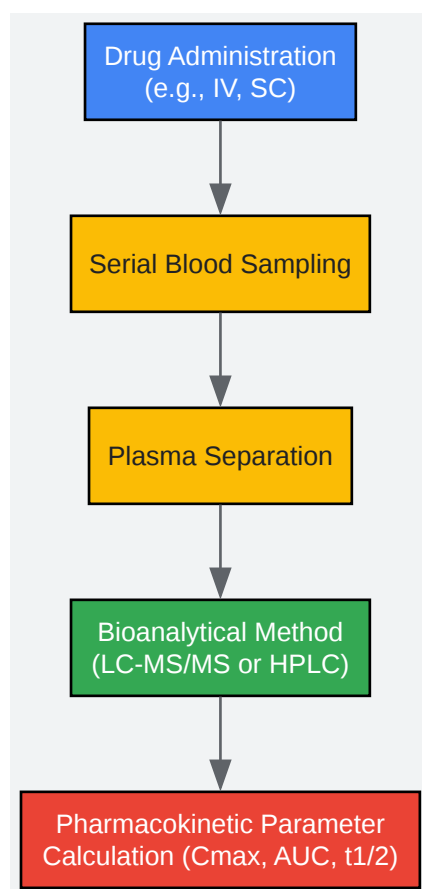 Drug Administration
(e.g., IV, SC)
Serial Blood Sampling
Plasma Separation
Bioanalytical Method
(LC-MS/MS or HPLC)
Pharmacokinetic Parameter
Calculation (Cmax, AUC, t1/2)